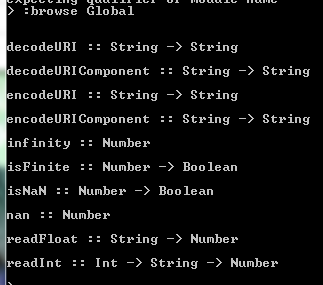 expecting qualifier or module name
> :browse Global
decodeURI :: String -> String
decodeURIComponent :: String -> String
encodeURI :: String -> String
encodeURIComponent :: String -> String
infinity :: Number
isFinite :: Number -> Boolean
isNaN :: Number -> Boolean
nan :: Number
readFloat :: String -> Number
readInt :: Int -> String -> Number